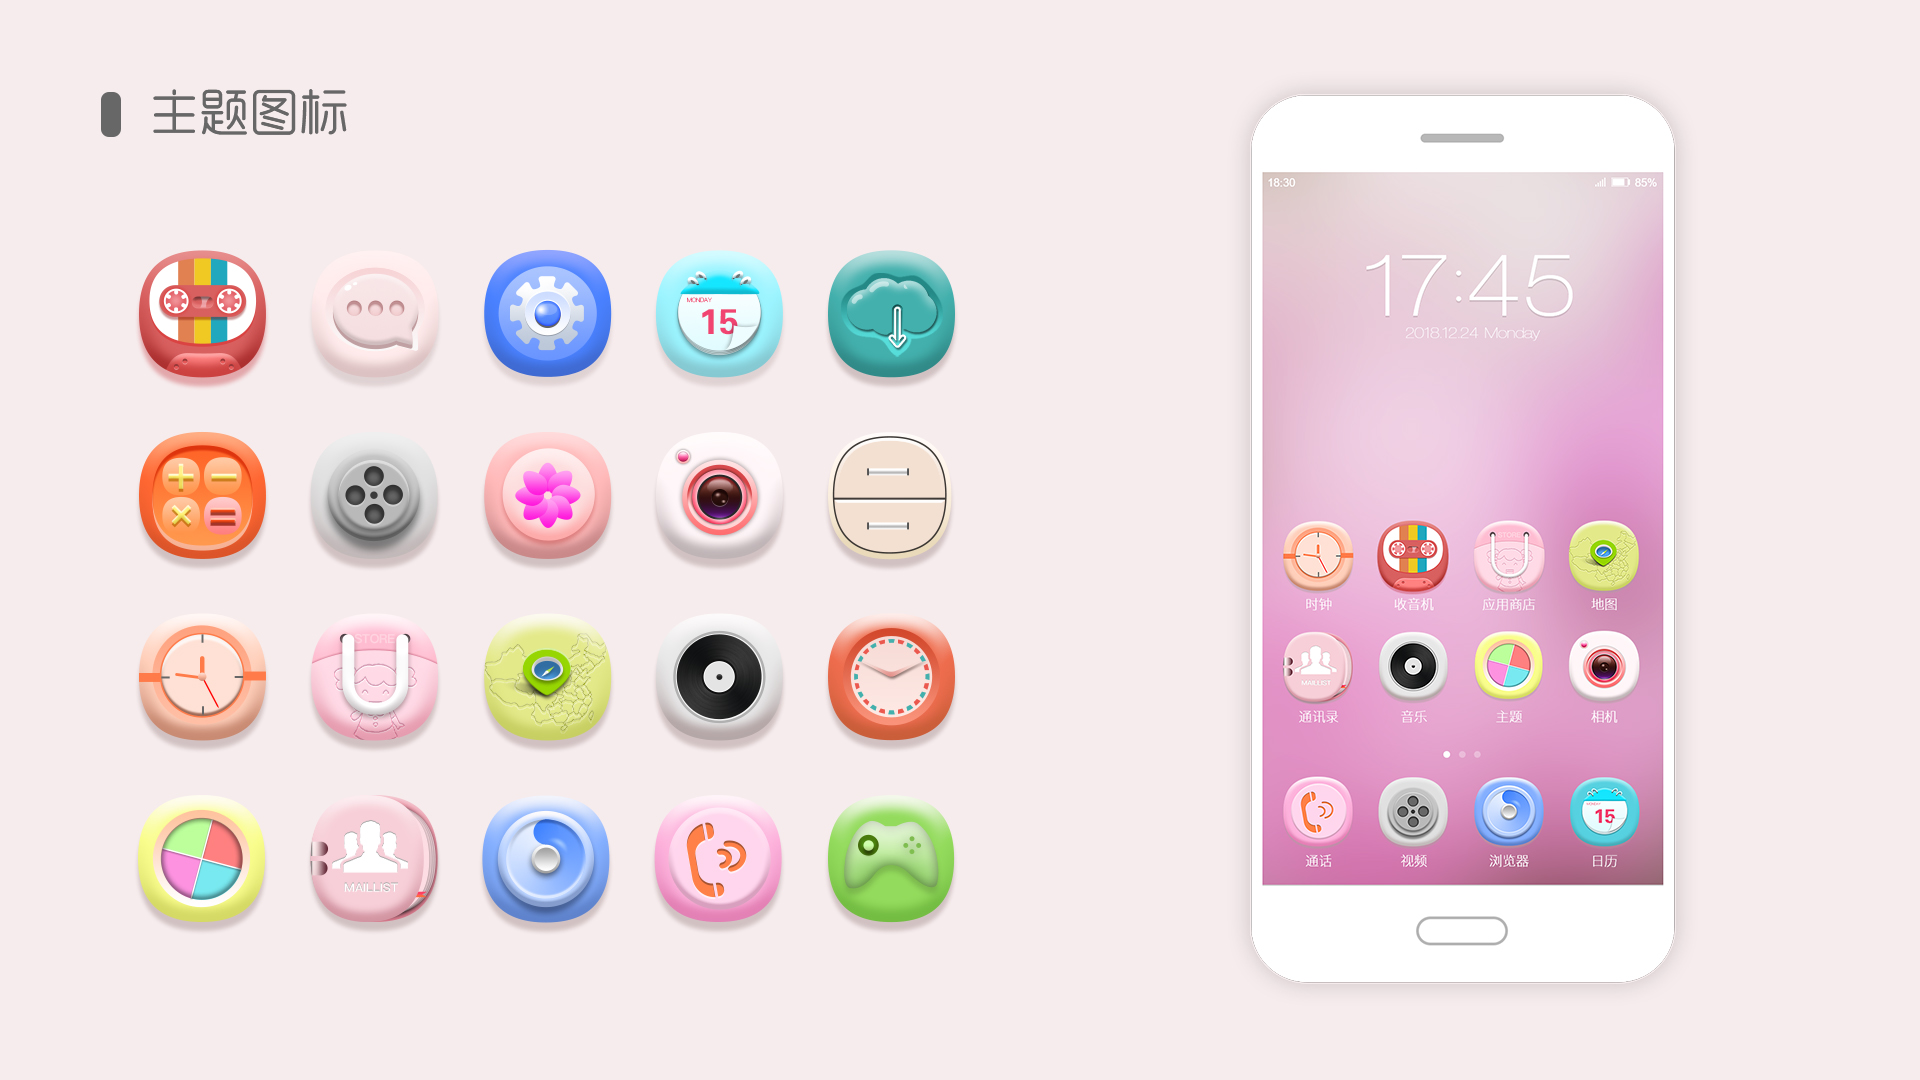 主题图标
MONDAY
15
STORE
MAILLIST
18:30
85%
17:45
2018.12.24 Monday
STORE
时钟 收音机 应用商店 地图
MAILLIST
通讯录 音乐 主题 相机
MONDAY
15
通话 视频 浏览器 日历